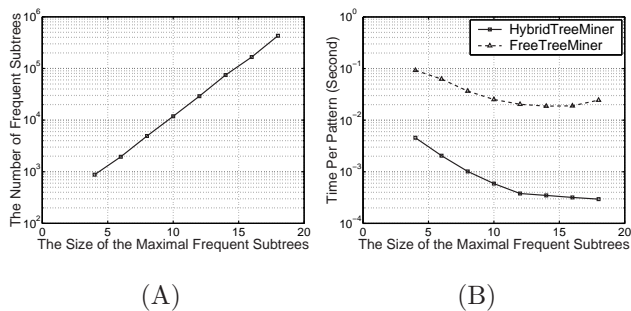 The Number of Frequent Subtrees
10^6
10^5
10^4
10^3
10^2
0 5 10 15 20
The Size of the Maximal Frequent Subtrees
(A)
Time Per Pattern (Second)
10^0
10^−1
10^−2
10^−3
10^−4
HybridTreeMiner
FreeTreeMiner
0 5 10 15 20
The Size of the Maximal Frequent Subtrees
(B)